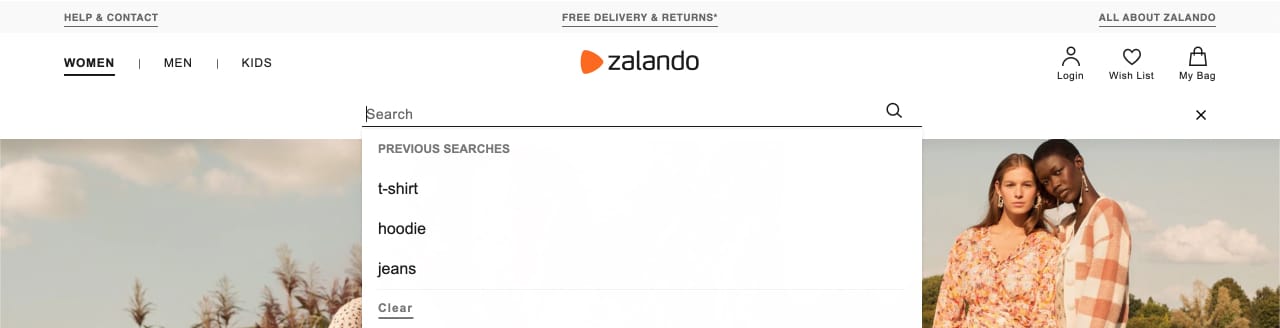 HELP & CONTACT
FREE DELIVERY & RETURNS*
ALL ABOUT ZALANDO
WOMEN | MEN | KIDS
zalando
Login
Wish List
My Bag
Search
PREVIOUS SEARCHES
t-shirt
hoodie
jeans
Clear